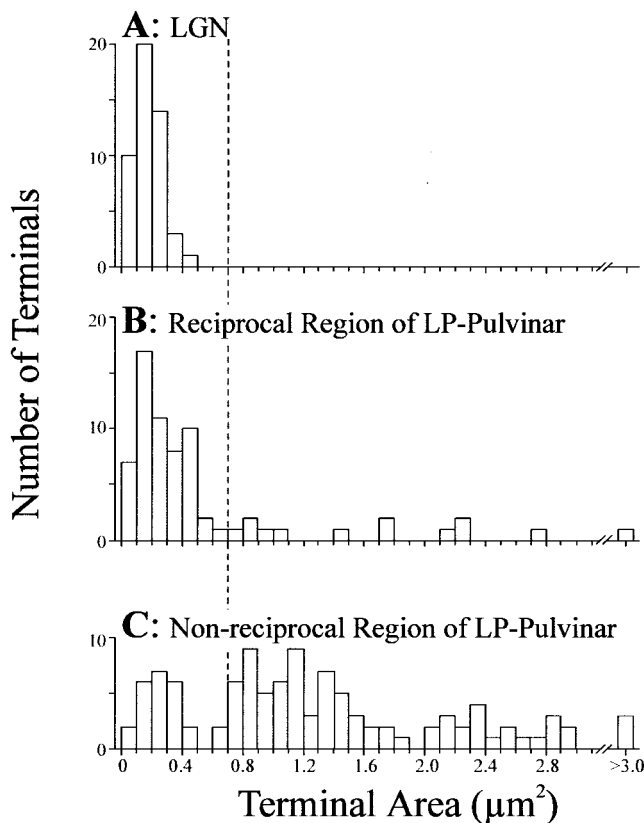 A: LGN
20
10
0
B: Reciprocal Region of LP-Pulvinar
20
10
0
C: Non-reciprocal Region of LP-Pulvinar
10
0
0 0.4 0.8 1.2 1.6 2.0 2.4 2.8 >3.0
Number of Terminals
Terminal Area (µm²)